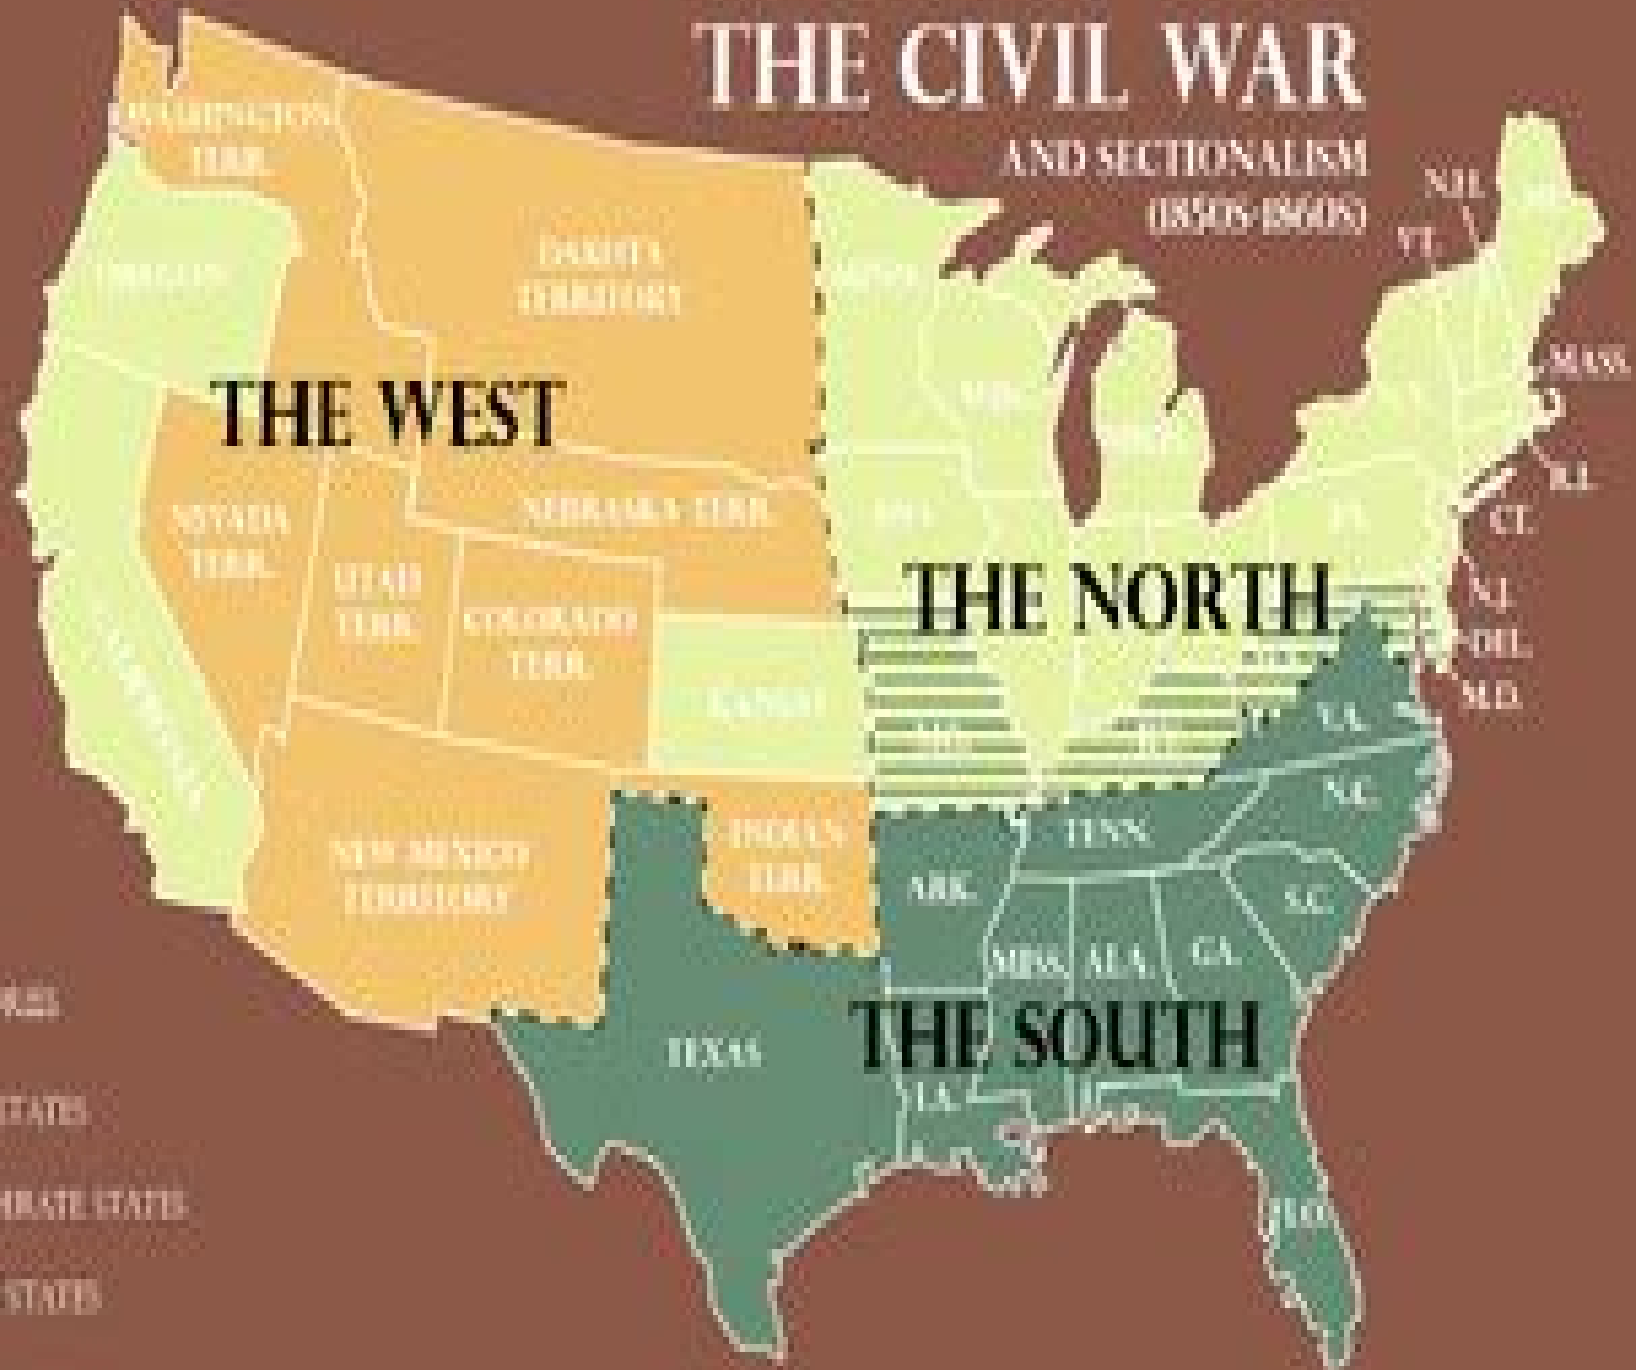 THE CIVIL WAR
AND SECTIONALISM
(1850S-1860S)
WASHINGTON
TERR.
N.H.
VT.
OREGON
DAKOTA
TERRITORY
MASS.
THE WEST
R.I.
NEVADA
TERR.
NEBRASKA TERR.
CT.
UTAH
TERR.
COLORADO
TERR.
THE NORTH
N.J.
DEL.
M.D.
KANSAS
VA.
N.C.
NEW MEXICO
TERRITORY
INDIAN
TERR.
TENN.
ARK.
S.C.
MISS.
ALA.
GA.
TEXAS
THE SOUTH
LA.
STATES
STATES